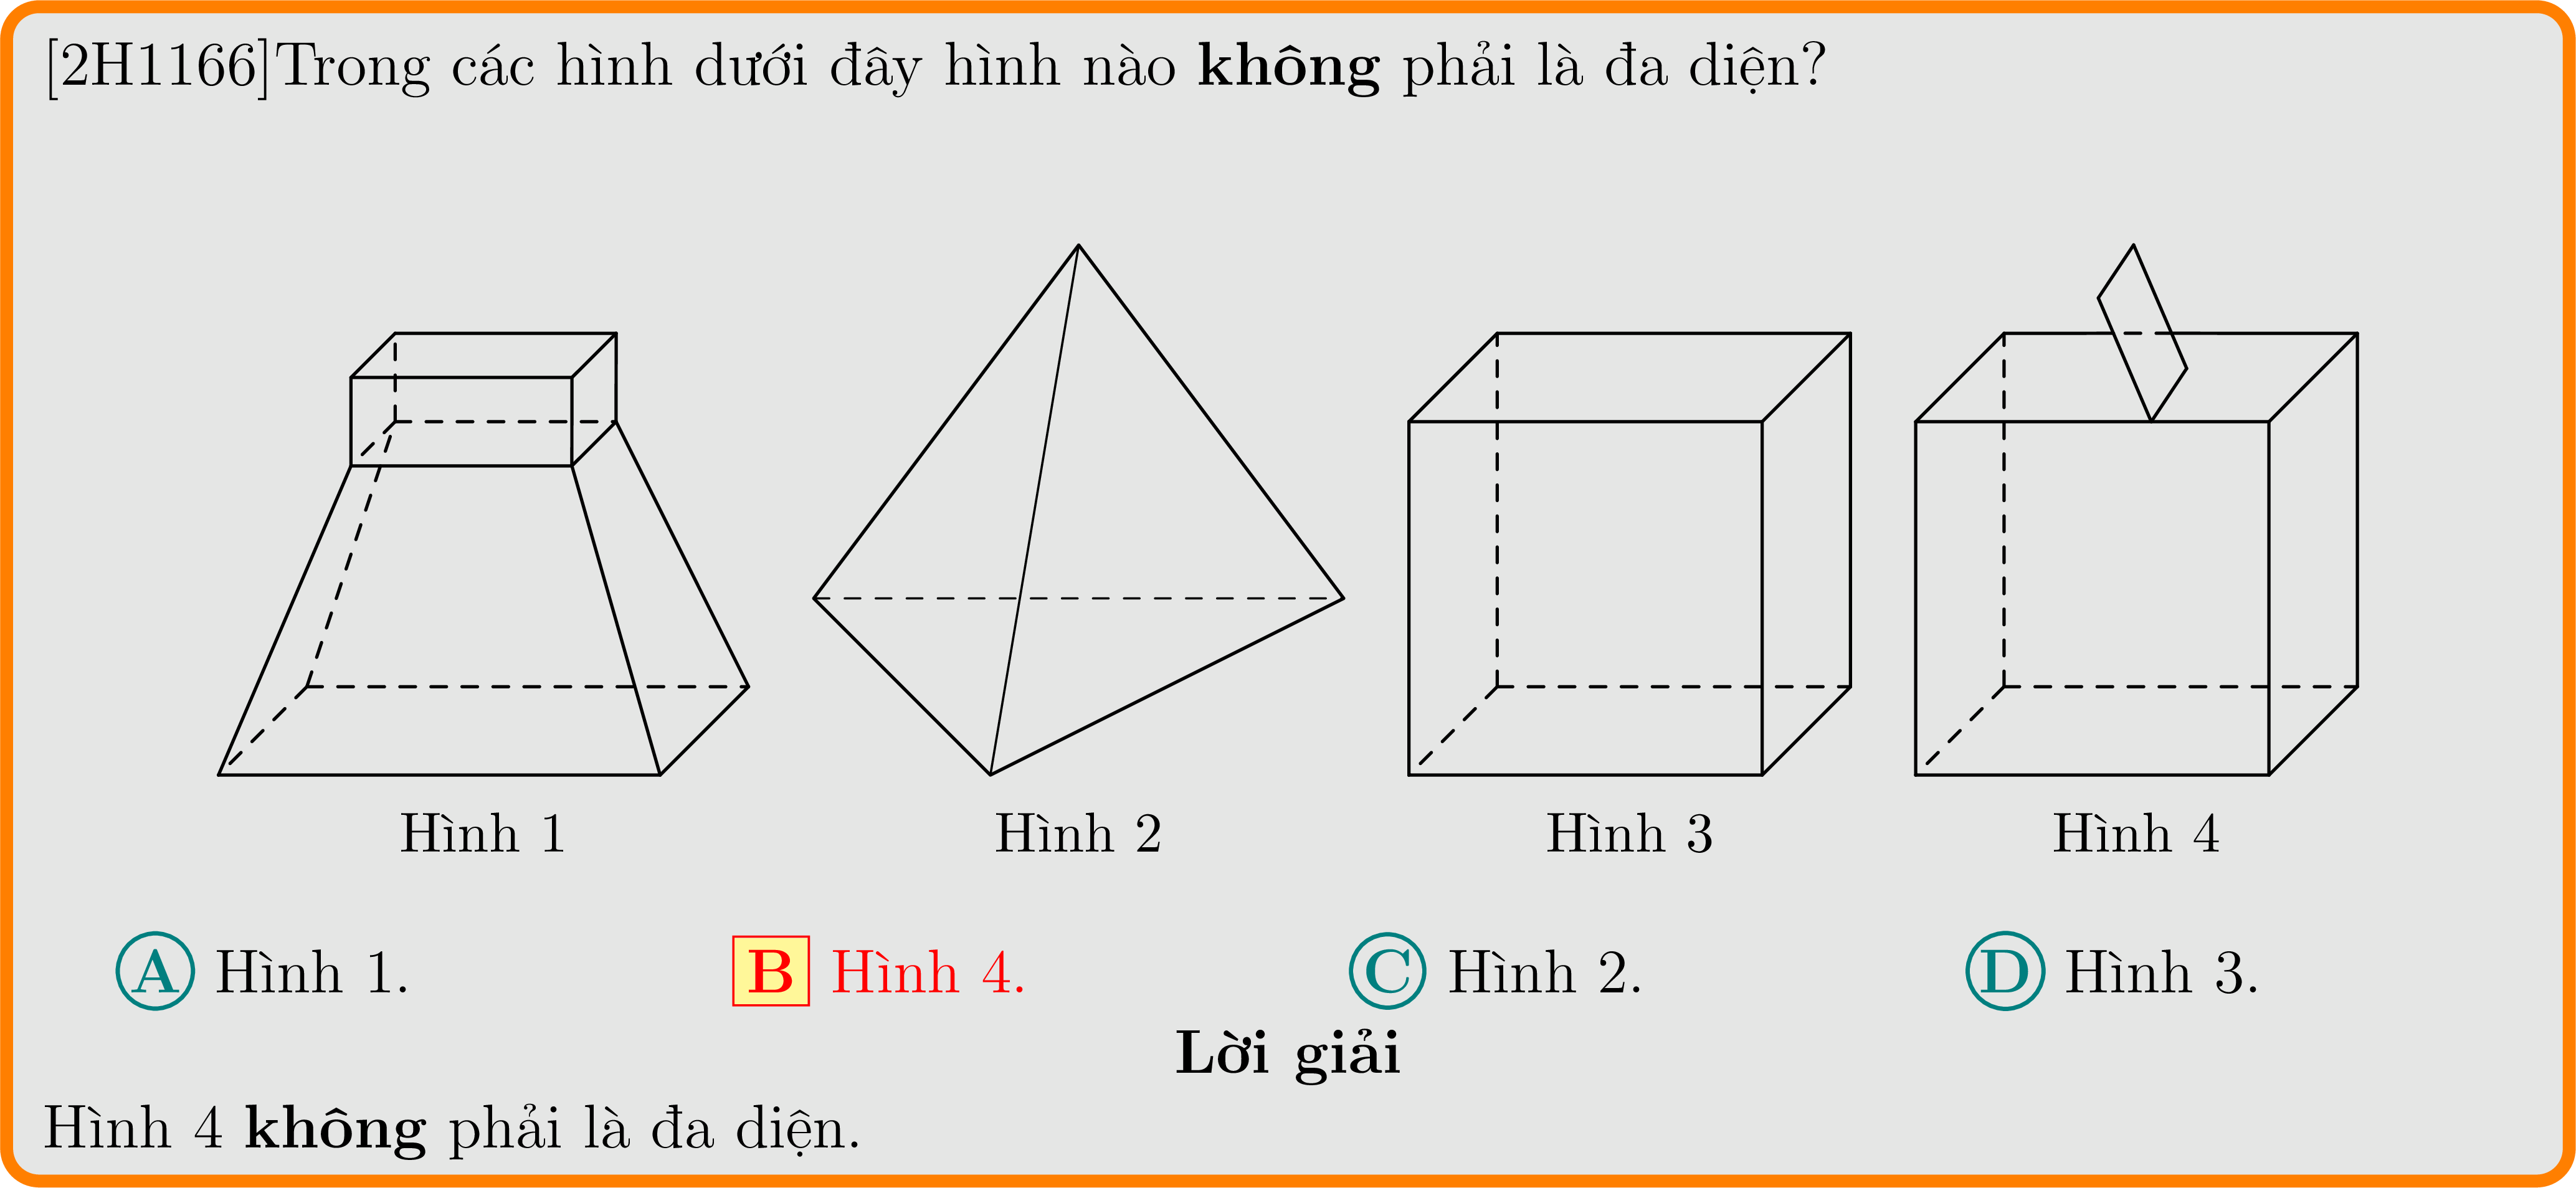 [2H1166]Trong các hình dưới đây hình nào không phải là đa diện?
Hình 1 Hình 2 Hình 3 Hình 4
A Hình 1. B Hình 4. C Hình 2. D Hình 3.
Lời giải
Hình 4 không phải là đa diện.